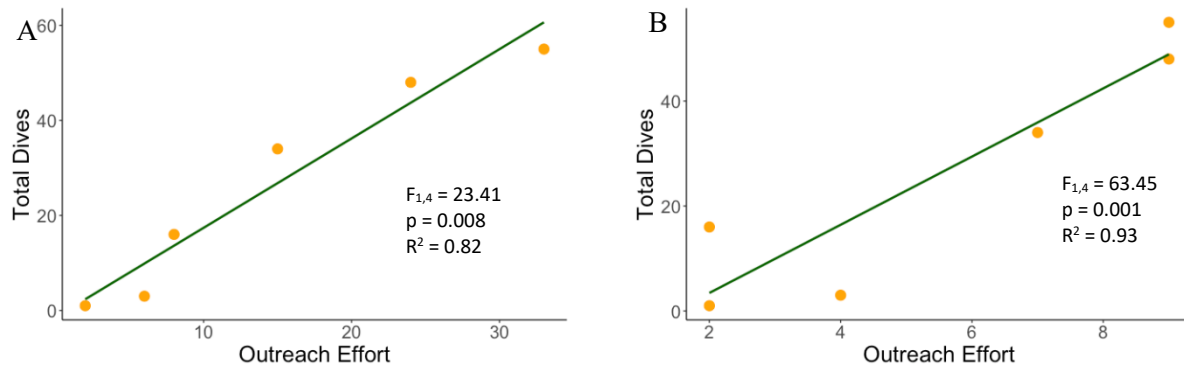 A
60
40
20
0
Total Dives
F1,4 = 23.41
p = 0.008
R² = 0.82
10 20 30
Outreach Effort
B
40
20
0
Total Dives
F1,4 = 63.45
p = 0.001
R² = 0.93
2 4 6 8
Outreach Effort